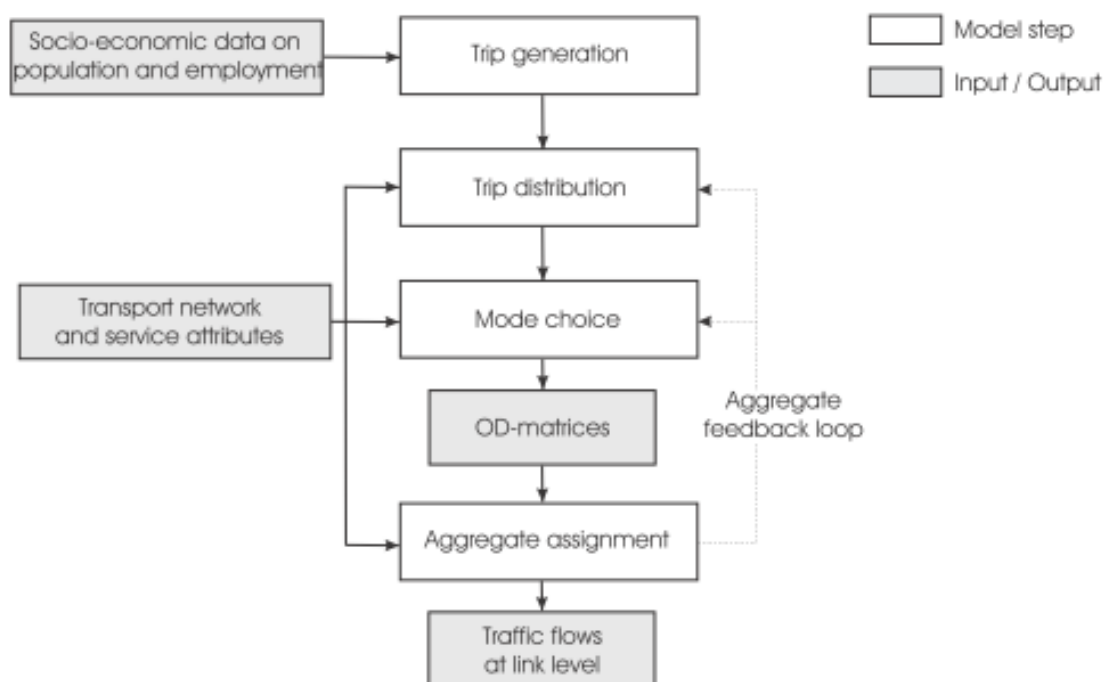 Socio-economic data on
population and employment
Trip generation
Model step
Input / Output
Trip distribution
Transport network
and service attributes
Mode choice
OD-matrices
Aggregate
feedback loop
Aggregate assignment
Traffic flows
at link level